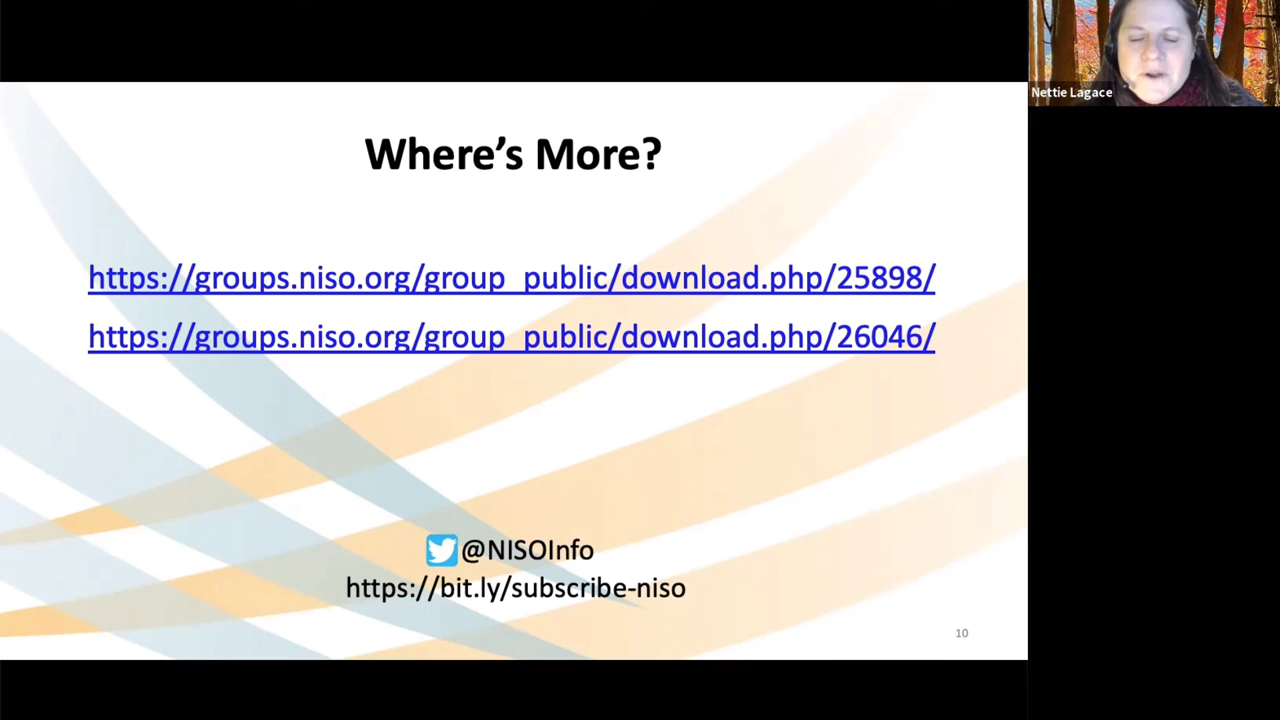 Where's More?
https://groups.niso.org/group_public/download.php/25898/
https://groups.niso.org/group_public/download.php/26046/
@NISOInfo
https://bit.ly/subscribe-niso
10
Nettie Lagace